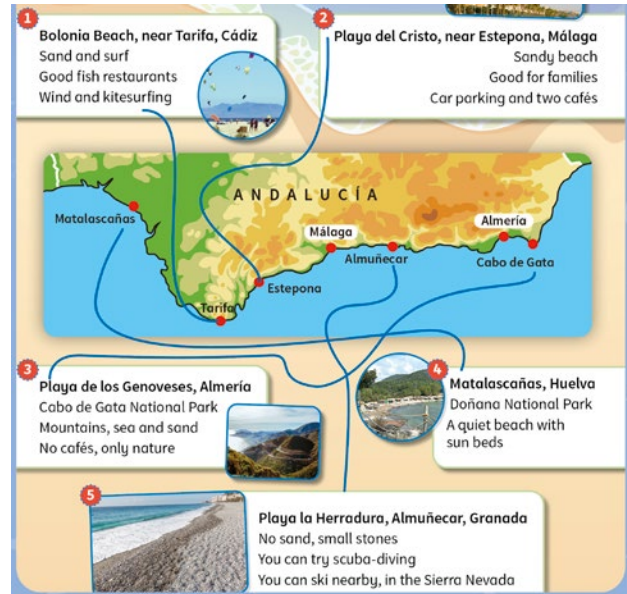 1
Bolonia Beach, near Tarifa, Cádiz
Sand and surf
Good fish restaurants
Wind and kitesurfing
2
Playa del Cristo, near Estepona, Málaga
Sandy beach
Good for families
Car parking and two cafés
ANDALUCÍA
Matalascañas
Málaga
Almería
Almuñecar
Cabo de Gata
Estepona
Tarifa
3
Playa de los Genoveses, Almería
Cabo de Gata National Park
Mountains, sea and sand
No cafés, only nature
4
Matalascañas, Huelva
Doñana National Park
A quiet beach with
sun beds
5
Playa la Herradura, Almuñecar, Granada
No sand, small stones
You can try scuba-diving
You can ski nearby, in the Sierra Nevada